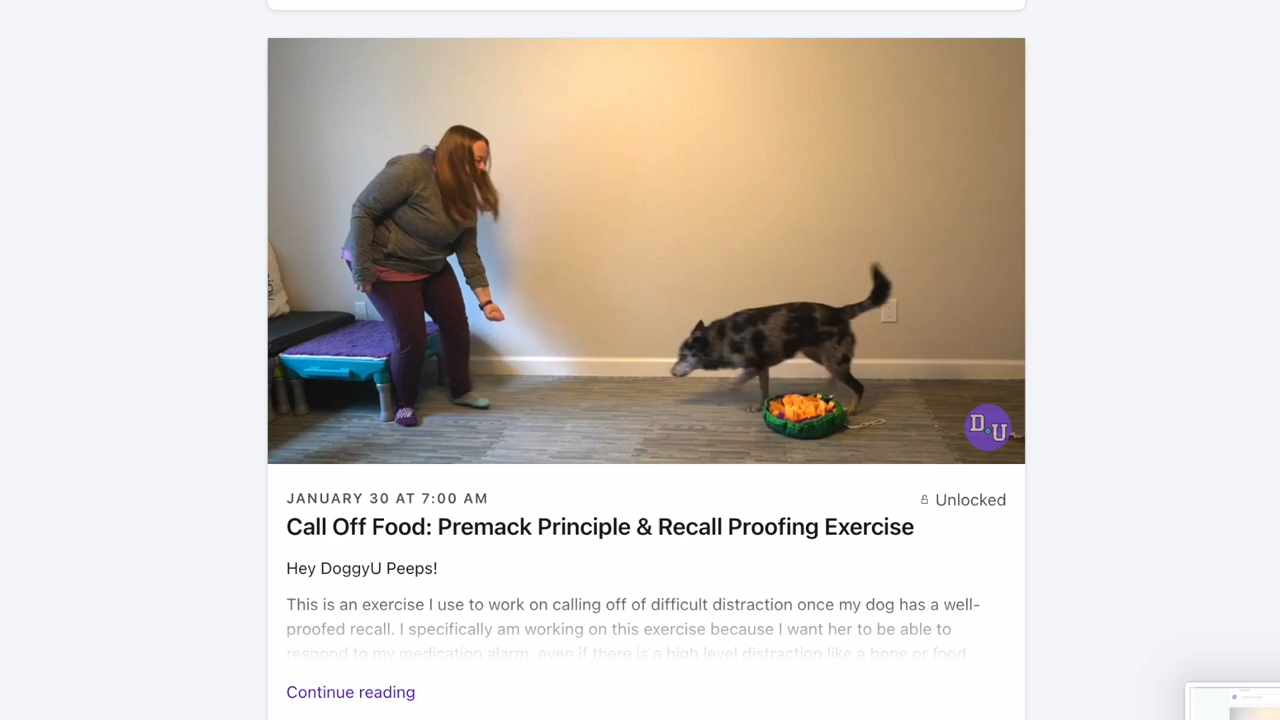 D.U
JANUARY 30 AT 7:00 AM
Unlocked
Call Off Food: Premack Principle & Recall Proofing Exercise
Hey DoggyU Peeps!
This is an exercise I use to work on calling off of difficult distraction once my dog has a well-
proofed recall. I specifically am working on this exercise because I want her to be able to
respond to my medication alarm, even if there is a high level distraction like a bone or food
Continue reading